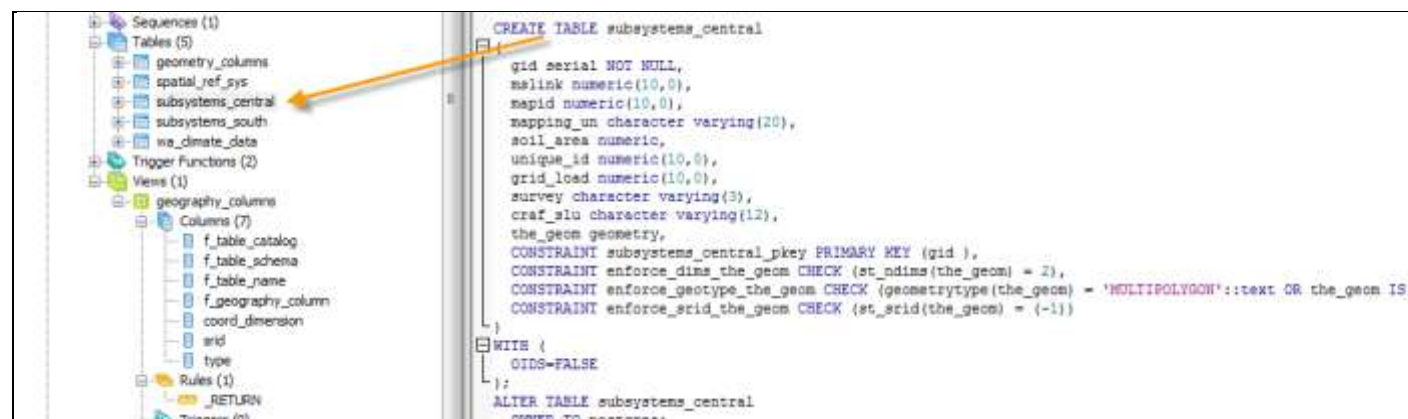 Sequences (1)
Tables (5)
geometry_columns
spatial_ref_sys
subsystems_central
subsystems_south
wa_climate_data
Trigger Functions (2)
Views (1)
geography_columns
Columns (7)
f_table_catalog
f_table_schema
f_table_name
f_geography_column
coord_dimension
srid
type
Rules (1)
_RETURN
Triggers (0)
CREATE TABLE subsystems_central
(
gid serial NOT NULL,
mslink numeric(10,0),
mapid numeric(10,0),
mapping_un character varying(20),
soil_area numeric,
unique_id numeric(10,0),
grid_load numeric(10,0),
survey character varying(3),
craf_slu character varying(12),
the_geom geometry,
CONSTRAINT subsystems_central_pkey PRIMARY KEY (gid ),
CONSTRAINT enforce_dims_the_geom CHECK (st_ndims(the_geom) = 2),
CONSTRAINT enforce_geotype_the_geom CHECK (geometrytype(the_geom) = 'MULTIPOLYGON'::text OR the_geom IS
CONSTRAINT enforce_srid_the_geom CHECK (st_srid(the_geom) = (-1))
)
WITH (
OIDS=FALSE
);
ALTER TABLE subsystems_central
OWNER TO postgres;